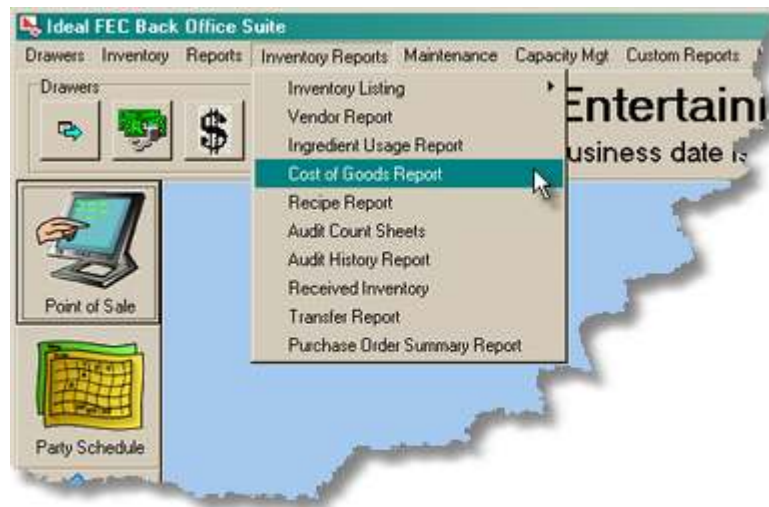 Ideal FEC Back Office Suite
Drawers Inventory Reports Inventory Reports Maintenance Capacity Mgt Custom Reports
Drawers
Inventory Listing
Vendor Report
Ingredient Usage Report
Cost of Goods Report
Recipe Report
Audit Count Sheets
Audit History Report
Received Inventory
Transfer Report
Purchase Order Summary Report
Entertain
usiness date is
Point of Sale
Party Schedule